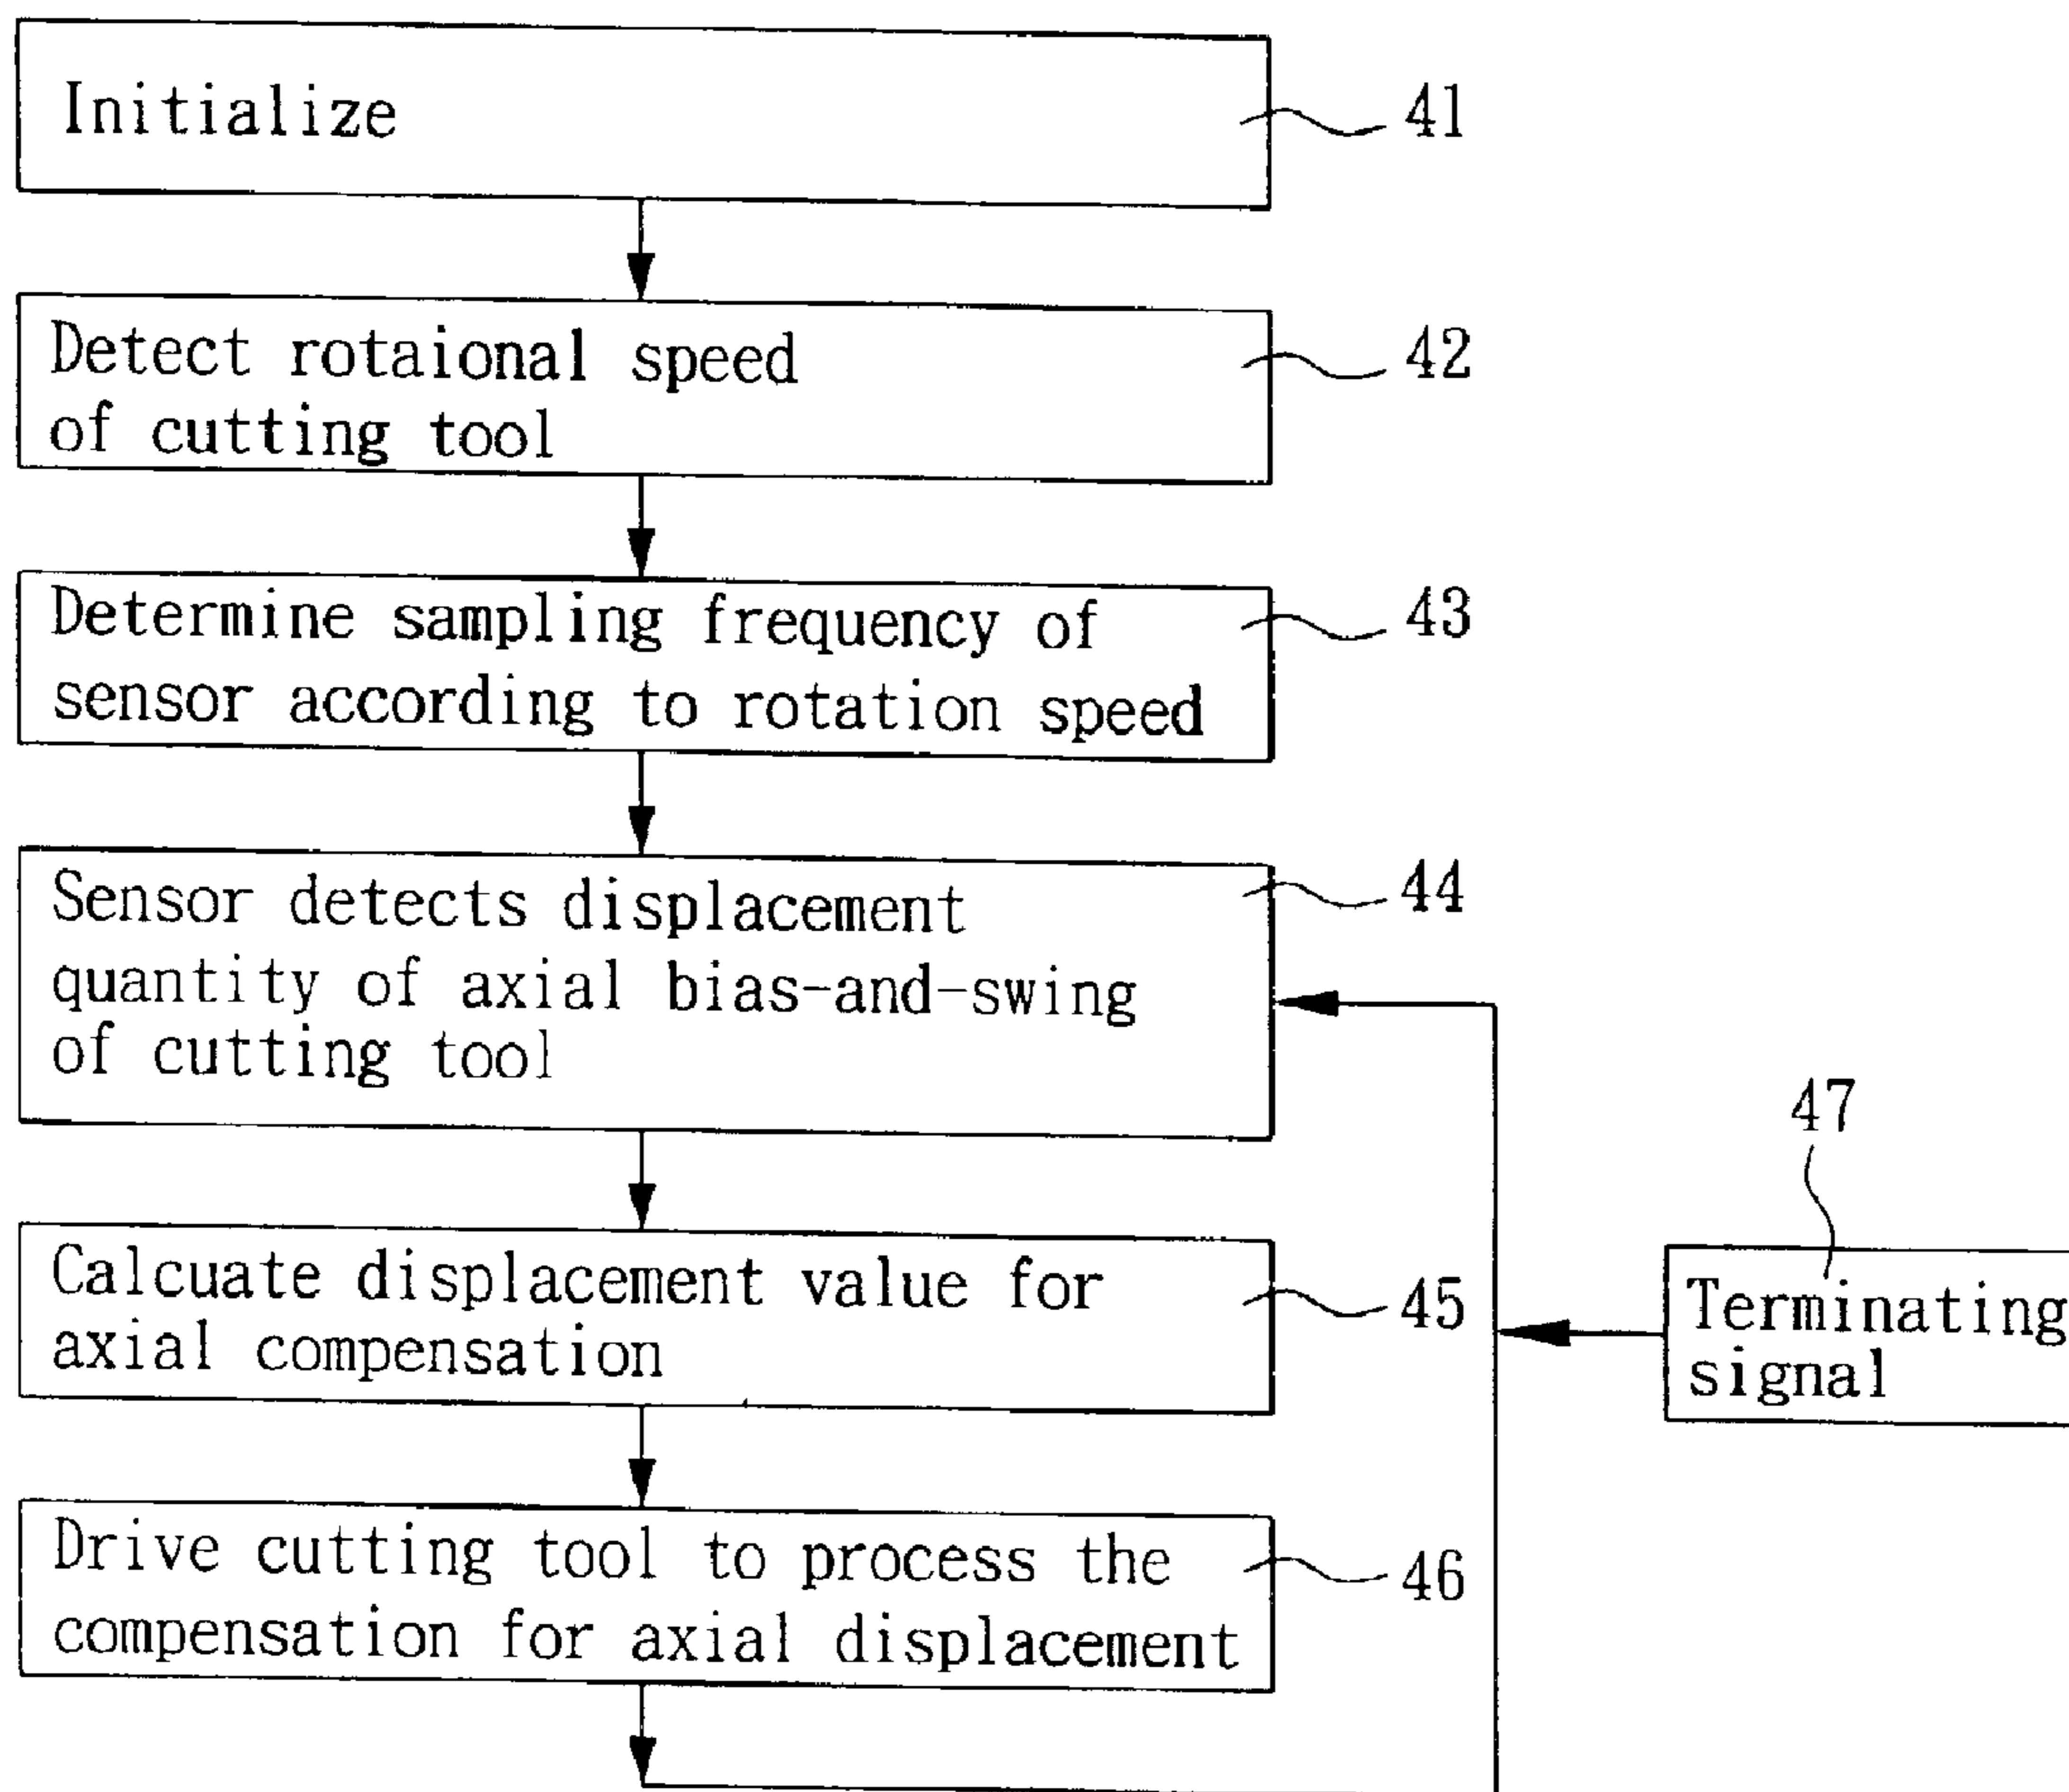 Initialize
41
Detect rotaional speed
of cutting tool
42
Determine sampling frequency of
sensor according to rotation speed
43
Sensor detects displacement
quantity of axial bias-and-swing
of cutting tool
44
Calcuate displacement value for
axial compensation
45
47
Terminating
signal
Drive cutting tool to process the
compensation for axial displacement
46